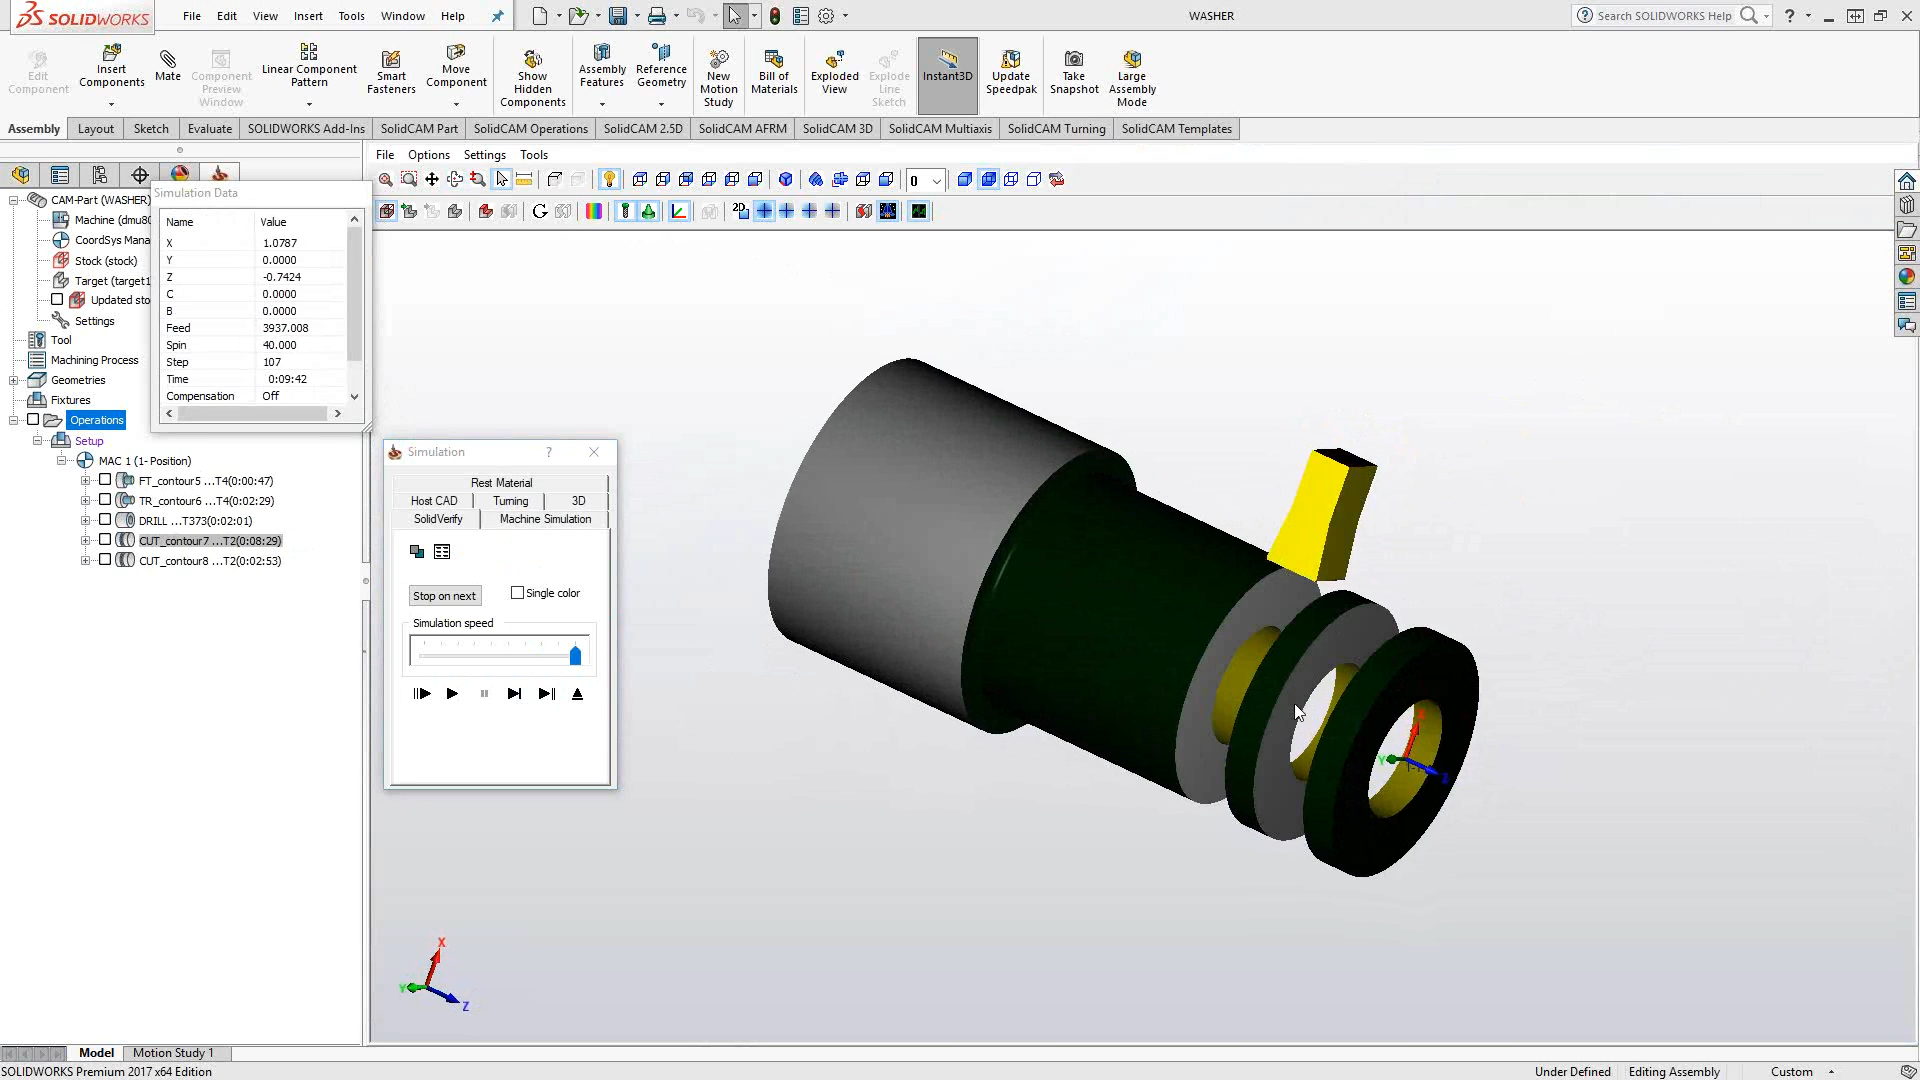 SOLIDWORKS
File Edit View Insert Tools Window Help
WASHER
Search SOLIDWORKS Help
Edit Component
Insert Components
Mate
Component Preview Window
Linear Component Pattern
Smart Fasteners
Move Component
Show Hidden Components
Assembly Features
Reference Geometry
New Motion Study
Bill of Materials
Exploded View
Explode Line Sketch
Instant3D
Update Speedpak
Take Snapshot
Large Assembly Mode
Assembly Layout Sketch Evaluate SOLIDWORKS Add-Ins SolidCAM Part SolidCAM Operations SolidCAM 2.5D SolidCAM AFRM SolidCAM 3D SolidCAM Multiaxis SolidCAM Turning SolidCAM Templates
File Options Settings Tools
0
2D
CAM-Part (WASHER)
Machine (dmu80
CoordSys Mana
Stock (stock)
Target (target1
Updated sto
Settings
Tool
Machining Process
Geometries
Fixtures
Operations
Setup
MAC 1 (1- Position)
FT_contour5 ...T4(0:00:47)
TR_contour6 ...T4(0:02:29)
DRILL ...T373(0:02:01)
CUT_contour7 ...T2(0:08:29)
CUT_contour8 ...T2(0:02:53)
Simulation Data
Name Value
X 1.0787
Y 0.0000
Z -0.7424
C 0.0000
B 0.0000
Feed 3937.008
Spin 40.000
Step 107
Time 0:09:42
Compensation Off
Simulation ?
Rest Material
Host CAD Turning 3D
SolidVerify Machine Simulation
Stop on next
Single color
Simulation speed
X
Y
Z
X
Y
Z
Model Motion Study 1
SOLIDWORKS Premium 2017 x64 Edition
Under Defined Editing Assembly Custom